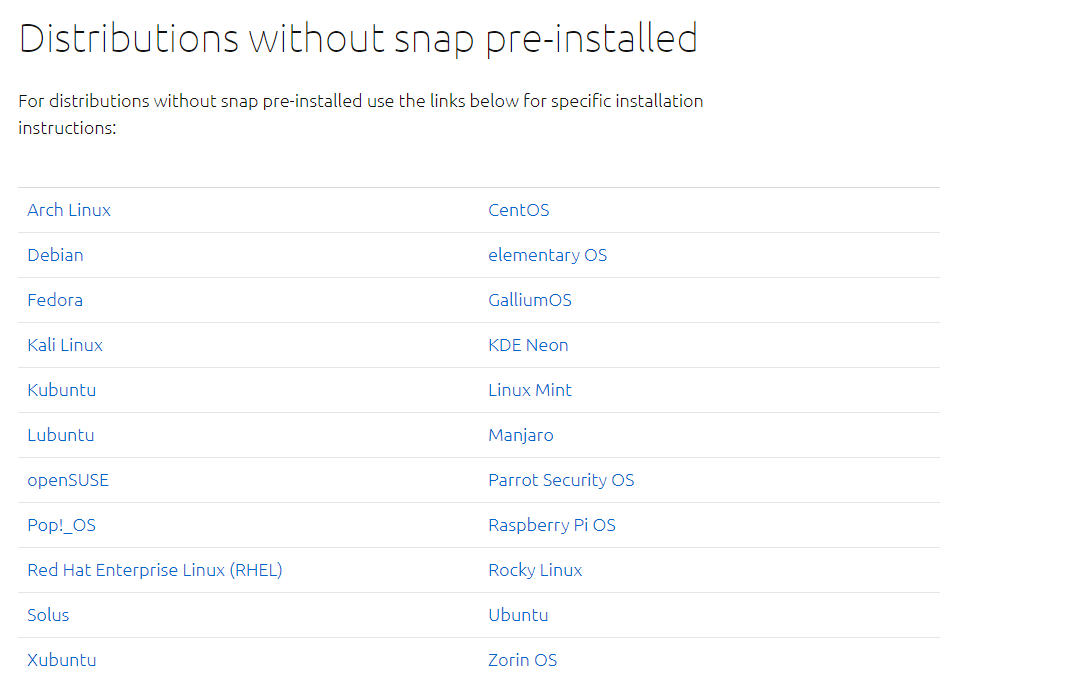 Distributions without snap pre-installed
For distributions without snap pre-installed use the links below for specific installation
instructions:
Arch Linux CentOS
Debian elementary OS
Fedora GalliumOS
Kali Linux KDE Neon
Kubuntu Linux Mint
Lubuntu Manjaro
openSUSE Parrot Security OS
Pop!_OS Raspberry Pi OS
Red Hat Enterprise Linux (RHEL) Rocky Linux
Solus Ubuntu
Xubuntu Zorin OS